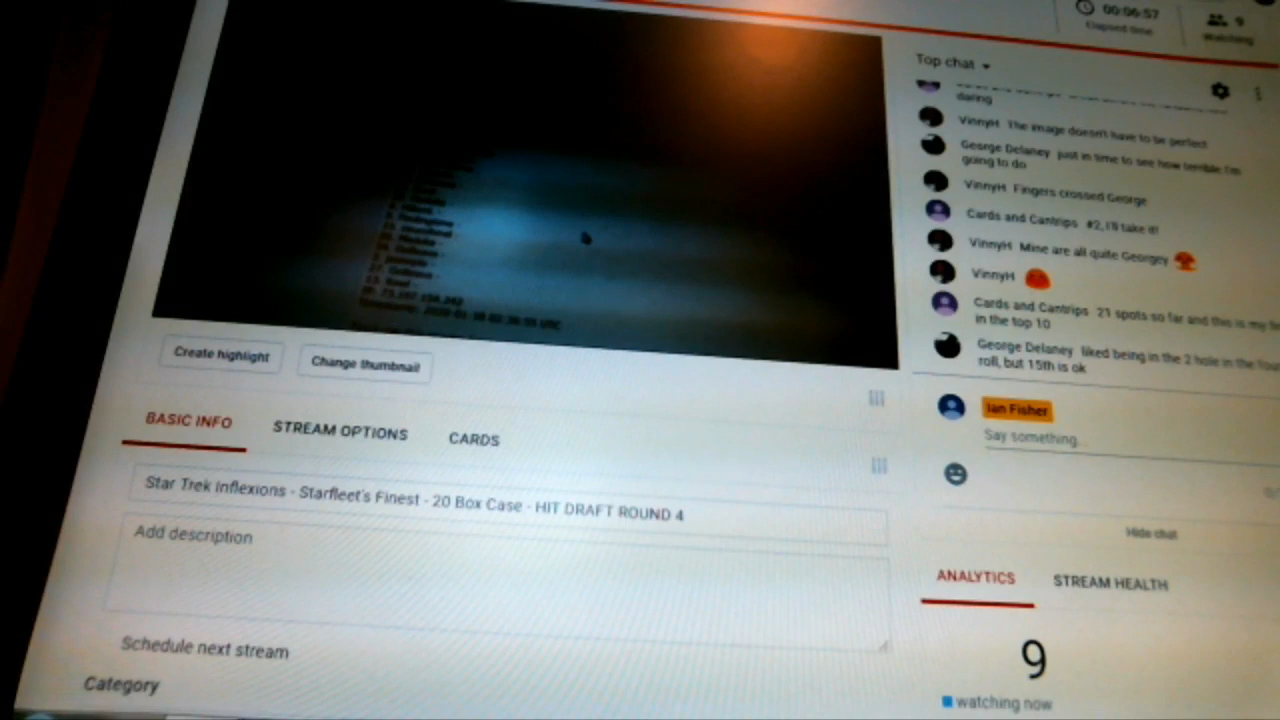 00:06:57
Elapsed time
9
Watching
Top chat
daring
VinnyH The image doesn't have to be perfect
George Delaney just in time to see how terrible I'm
going to do
VinnyH Fingers crossed George
Cards and Cantrips #2, I'll take it!
VinnyH Mine are all quite Georgey
VinnyH
Cards and Cantrips 21 spots so far and this is my
in the top 10
George Delaney liked being in the 2 hole in the
roll, but 15th is ok
Ian Fisher
Say something...
Hide chat
Create highlight
Change thumbnail
BASIC INFO
STREAM OPTIONS
CARDS
Star Trek Inflexions - Starfleet's Finest - 20 Box Case - HIT DRAFT ROUND 4
Add description
Schedule next stream
Category
ANALYTICS
STREAM HEALTH
9
watching now